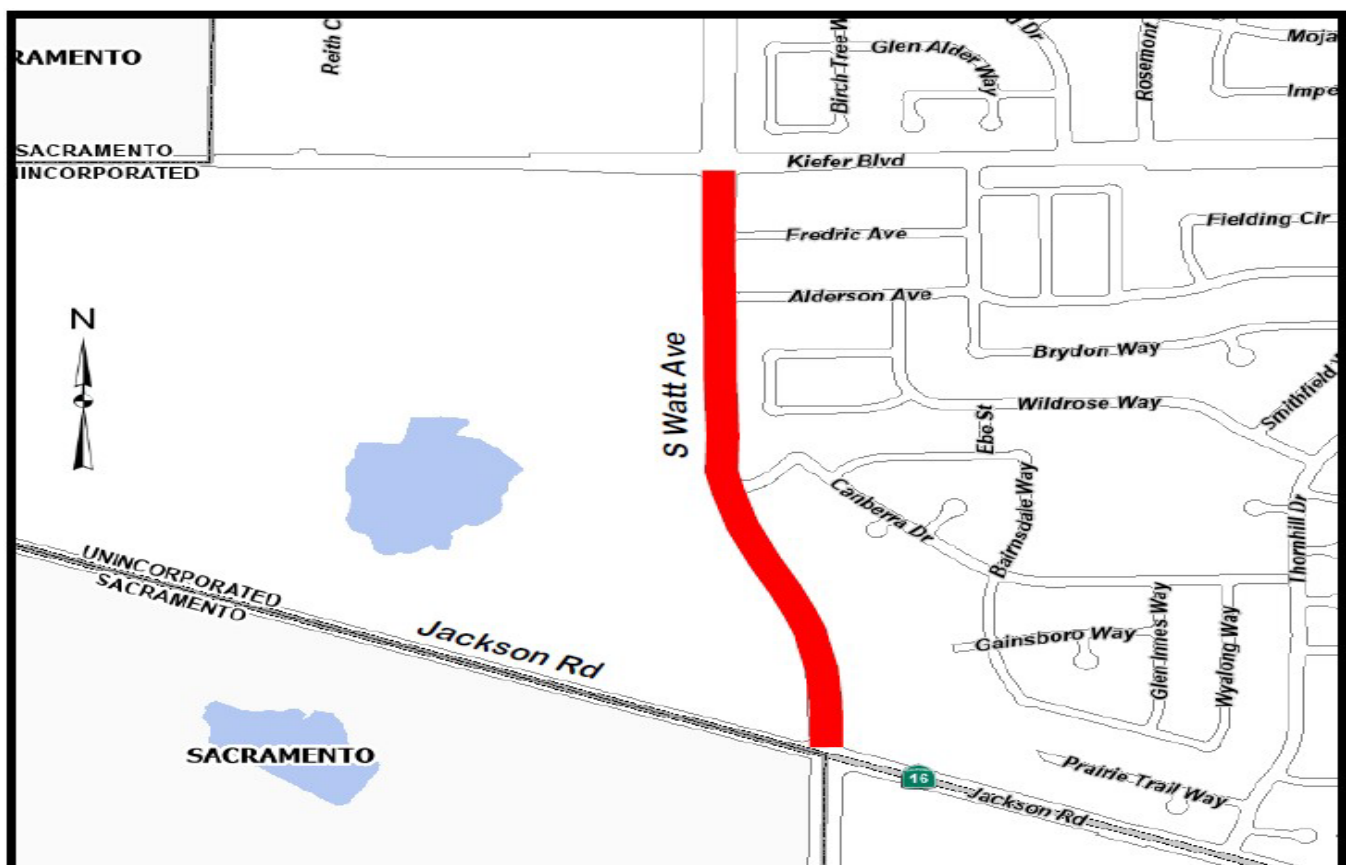 RAMENTO
Reith C
Birch Tree W
Glen Alder Way
d Dr
Rosemont
Moja
Impe
SACRAMENTO
NINCORPORATED
Kiefer Blvd
Fredric Ave
Fielding Cir
Alderson Ave
N
S Watt Ave
Brydon Way
Smithfield W
Wildrose Way
Ebo St
Canberra Dr
Bairnsdale Way
Thornhill Dr
UNINCORPORATED
SACRAMENTO
Jackson Rd
Gainsboro Way
Glen Innes Way
Wyalong Way
SACRAMENTO
16
Jackson Rd
Prairie Trail Way